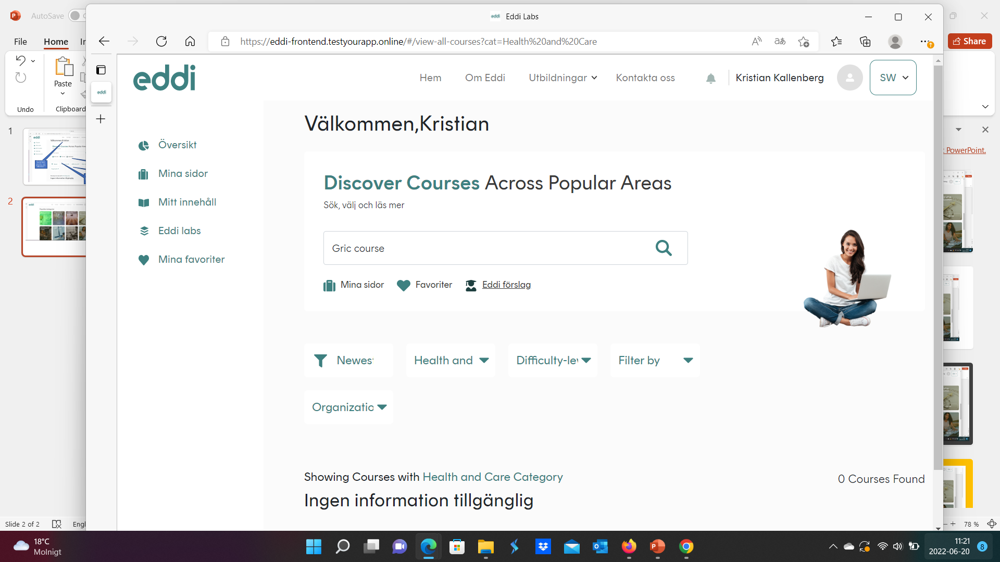 AutoSave
eddi Eddi Labs
File Home
Share
https://eddi-frontend.testyourapp.online/#/view-all-courses?cat=Health%20and%20Care
Paste
Undo
Clipboard
eddi
Hem Om Eddi Utbildningar Kontakta oss Kristian Kallenberg SW
eddi
Välkommen,Kristian
1
Översikt
Mina sidor
Mitt innehåll
Eddi labs
Mina favoriter
PowerPoint.
2
Discover Courses Across Popular Areas
Sök, välj och läs mer
Gric course
Mina sidor Favoriter Eddi förslag
Newest Health and Difficulty-lev Filter by
Organizatio
Showing Courses with Health and Care Category
0 Courses Found
Ingen information tillgänglig
Slide 2 of 2 Engl
78 %
18°C
Molnigt
11:21
2022-06-20
8